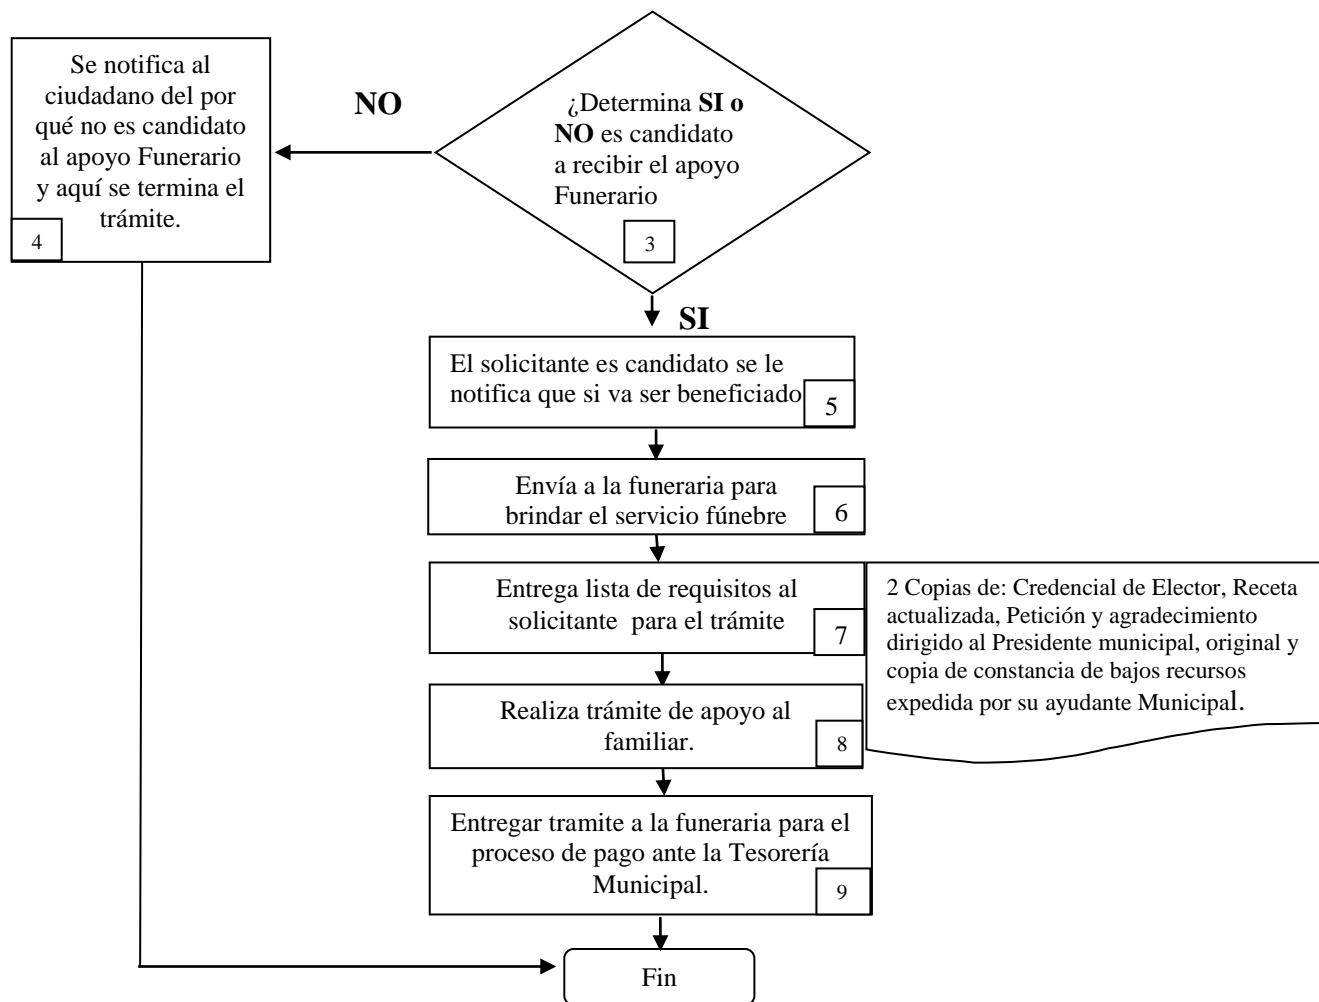 Se notifica al
ciudadano del por
qué no es candidato
al apoyo Funerario
y aquí se termina el
trámite.
4
NO
¿Determina SI o
NO es candidato
a recibir el apoyo
Funerario
3
SI
El solicitante es candidato se le
notifica que si va ser beneficiado
5
Envía a la funeraria para
brindar el servicio fúnebre
6
Entrega lista de requisitos al
solicitante para el trámite
7
2 Copias de: Credencial de Elector, Receta
actualizada, Petición y agradecimiento
dirigido al Presidente municipal, original y
copia de constancia de bajos recursos
expedida por su ayudante Municipal.
Realiza trámite de apoyo al
familiar.
8
Entregar tramite a la funeraria para el
proceso de pago ante la Tesorería
Municipal.
9
Fin